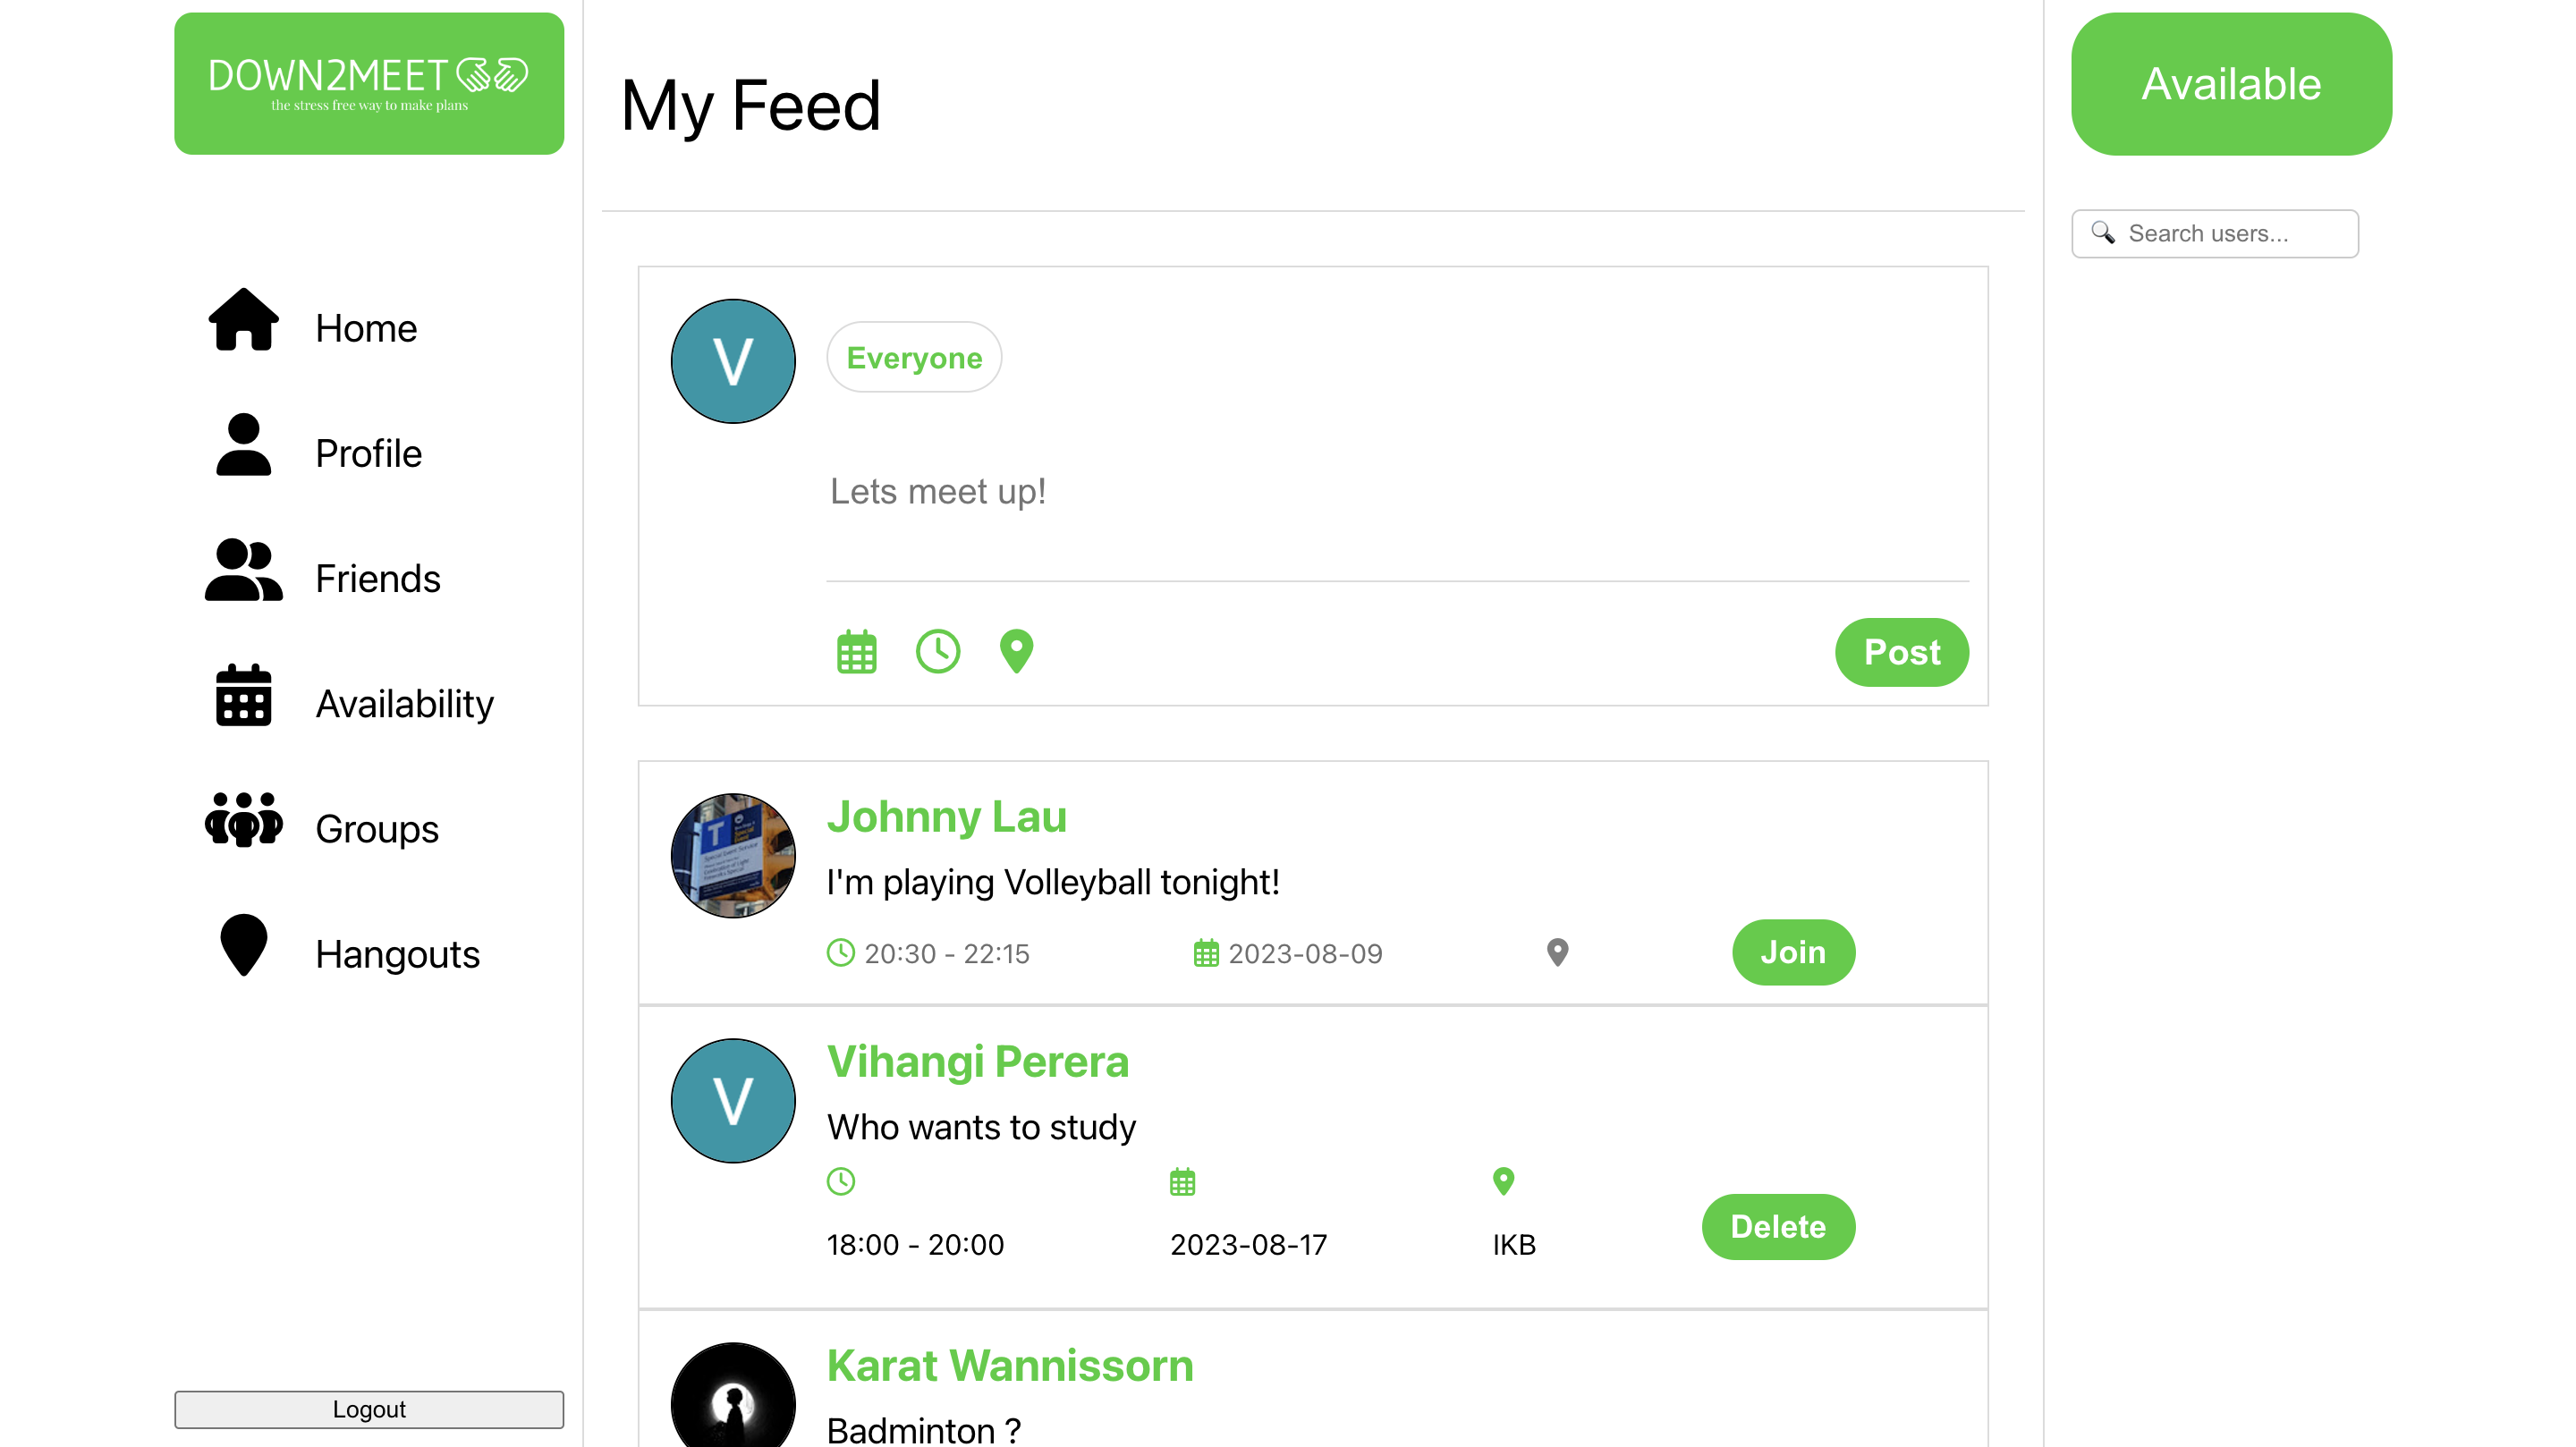 DOWN2MEET
the stress free way to make plans
Home
Profile
Friends
Availability
Groups
Hangouts
Logout
My Feed
V
Everyone
Lets meet up!
Post
T
Johnny Lau
I'm playing Volleyball tonight!
20:30 - 22:15
2023-08-09
Join
V
Vihangi Perera
Who wants to study
18:00 - 20:00
2023-08-17
IKB
Delete
Karat Wannissorn
Badminton ?
Available
Search users...